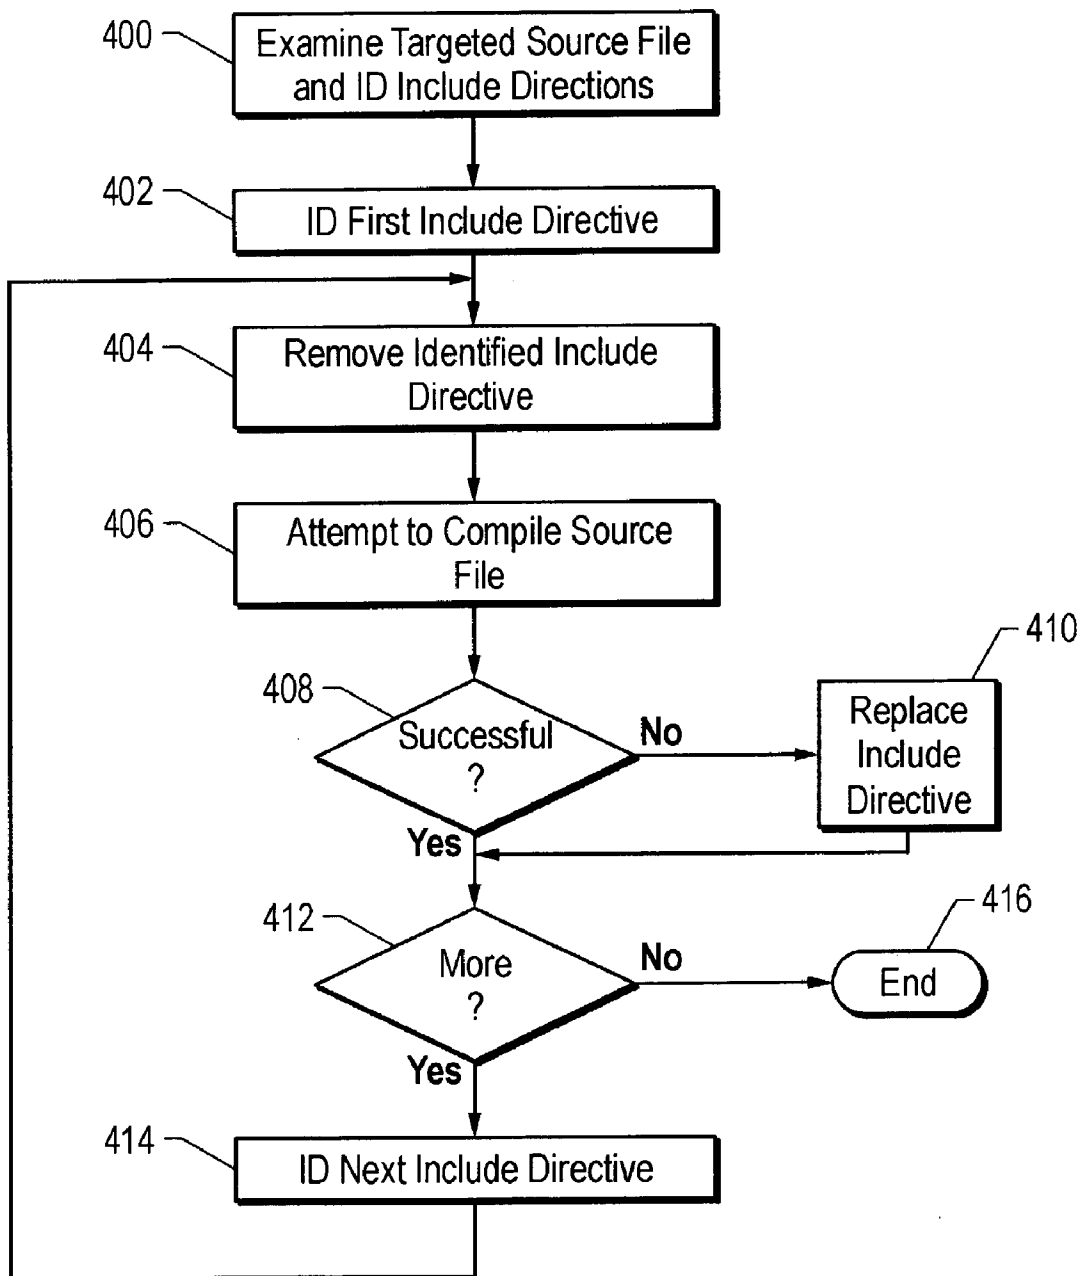 400
Examine Targeted Source File
and ID Include Directions
402
ID First Include Directive
404
Remove Identified Include
Directive
406
Attempt to Compile Source
File
408
Successful
?
No
410
Replace
Include
Directive
Yes
412
More
?
No
416
End
Yes
414
ID Next Include Directive